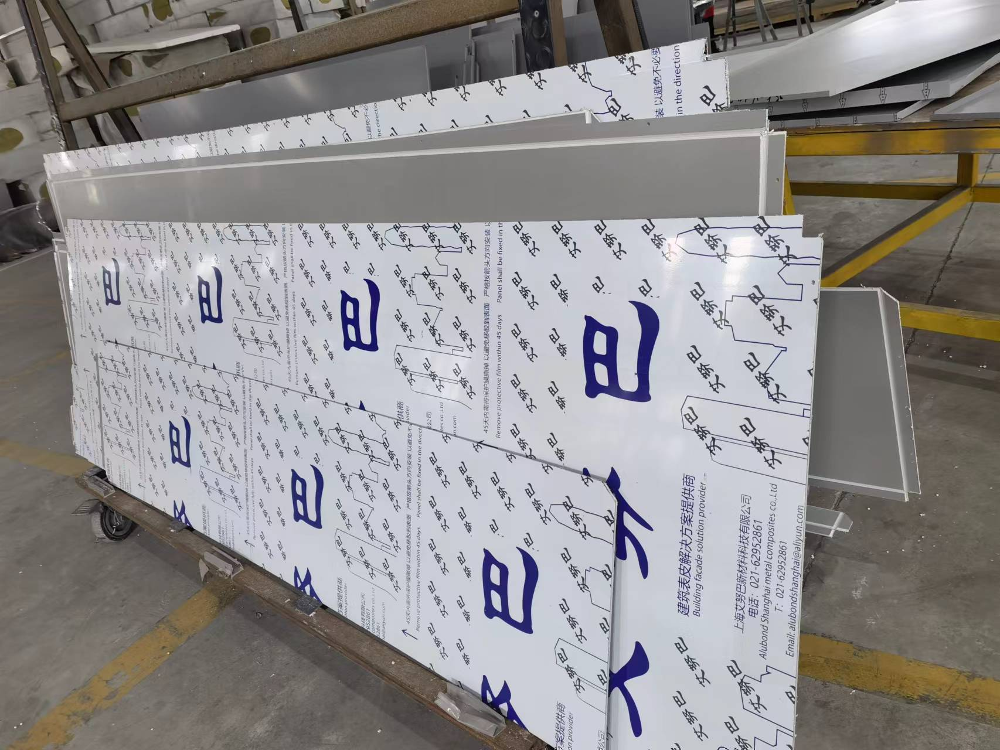 艾努巴
建筑表皮解决方案提供商
Building facade solution provider
上海艾努巴新材料科技有限公司
电话：021-62952861
Alubond Shanghai metal composites co.,Ltd
T: 021-62952861
Email: alubondshanghai@aliyun.com
45天内需将保护膜撕掉 以避免移胶到表面 严格按箭头方向安装 以避免不必要
Remove protective film within 45 days Panel shall be fixed in the direction